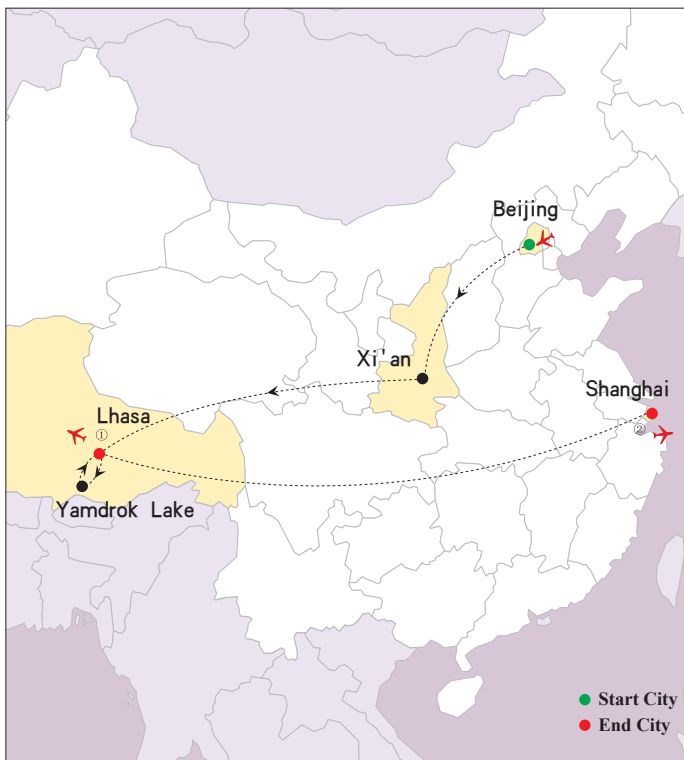 Beijing
Xi'an
Shanghai
Lhasa
①
②
Yamdrok Lake
Start City
End City